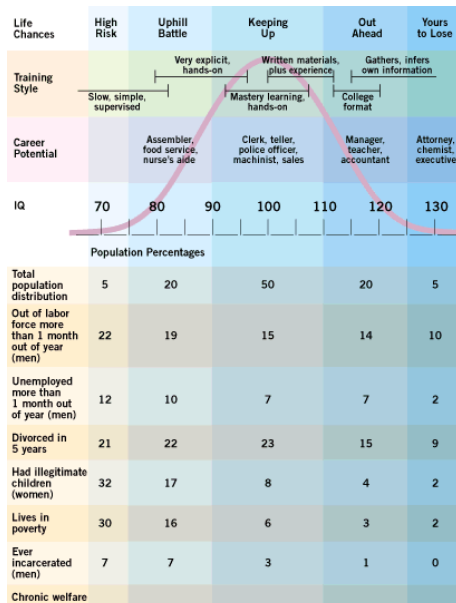 Life Chances
High Risk
Uphill Battle
Keeping Up
Out Ahead
Yours to Lose
Training Style
Very explicit, hands-on
Written materials, plus experience
Gathers, infers own information
Slow, simple, supervised
Mastery learning, hands-on
College format
Career Potential
Assembler, food service, nurse's aide
Clerk, teller, police officer, machinist, sales
Manager, teacher, accountant
Attorney, chemist, executive
IQ 70 80 90 100 110 120 130
Population Percentages
Total population distribution 5 20 50 20 5
Out of labor force more than 1 month out of year (men) 22 19 15 14 10
Unemployed more than 1 month out of year (men) 12 10 7 7 2
Divorced in 5 years 21 22 23 15 9
Had illegitimate children (women) 32 17 8 4 2
Lives in poverty 30 16 6 3 2
Ever incarcerated (men) 7 7 3 1 0
Chronic welfare